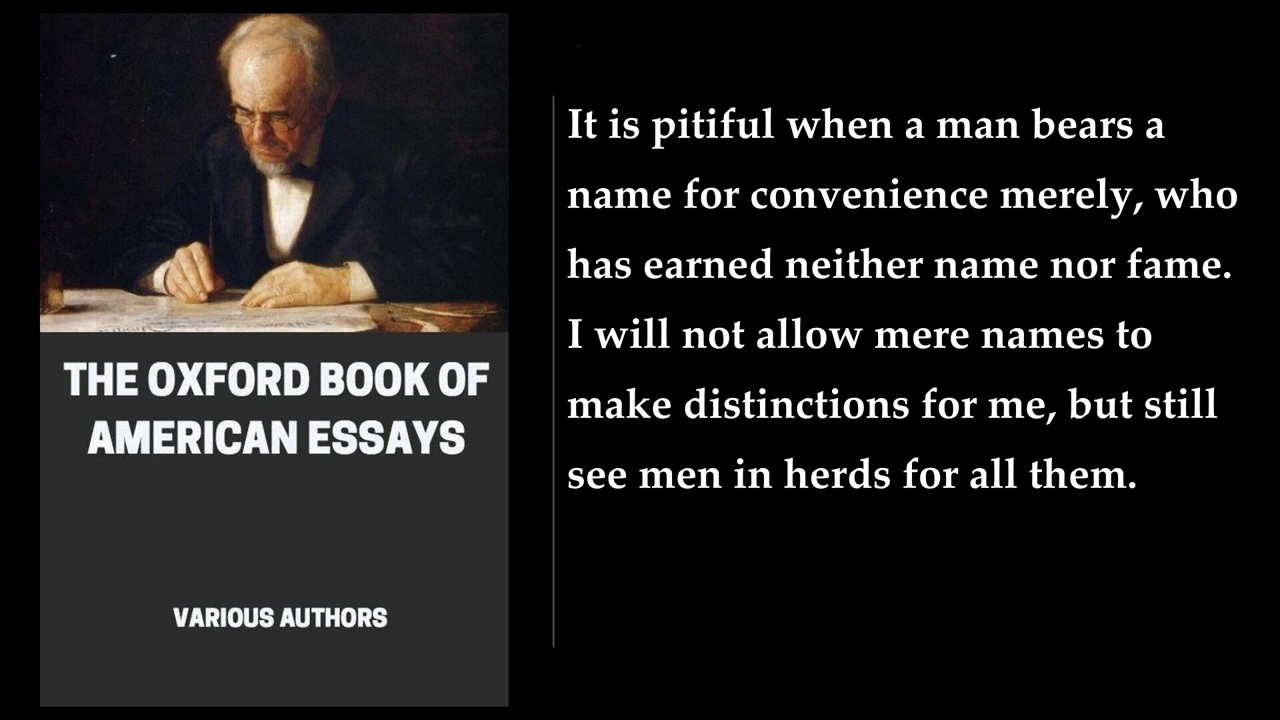 THE OXFORD BOOK OF
AMERICAN ESSAYS
VARIOUS AUTHORS
It is pitiful when a man bears a
name for convenience merely, who
has earned neither name nor fame.
I will not allow mere names to
make distinctions for me, but still
see men in herds for all them.